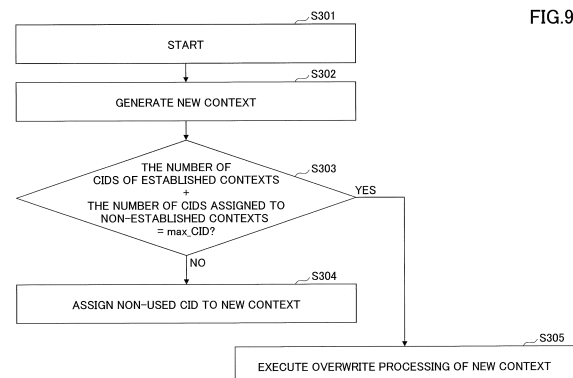 FIG.9
S301
START
S302
GENERATE NEW CONTEXT
S303
THE NUMBER OF
CIDS OF ESTABLISHED CONTEXTS
+
THE NUMBER OF CIDS ASSIGNED TO
NON-ESTABLISHED CONTEXTS
= max_CID?
YES
NO
S304
ASSIGN NON-USED CID TO NEW CONTEXT
S305
EXECUTE OVERWRITE PROCESSING OF NEW CONTEXT